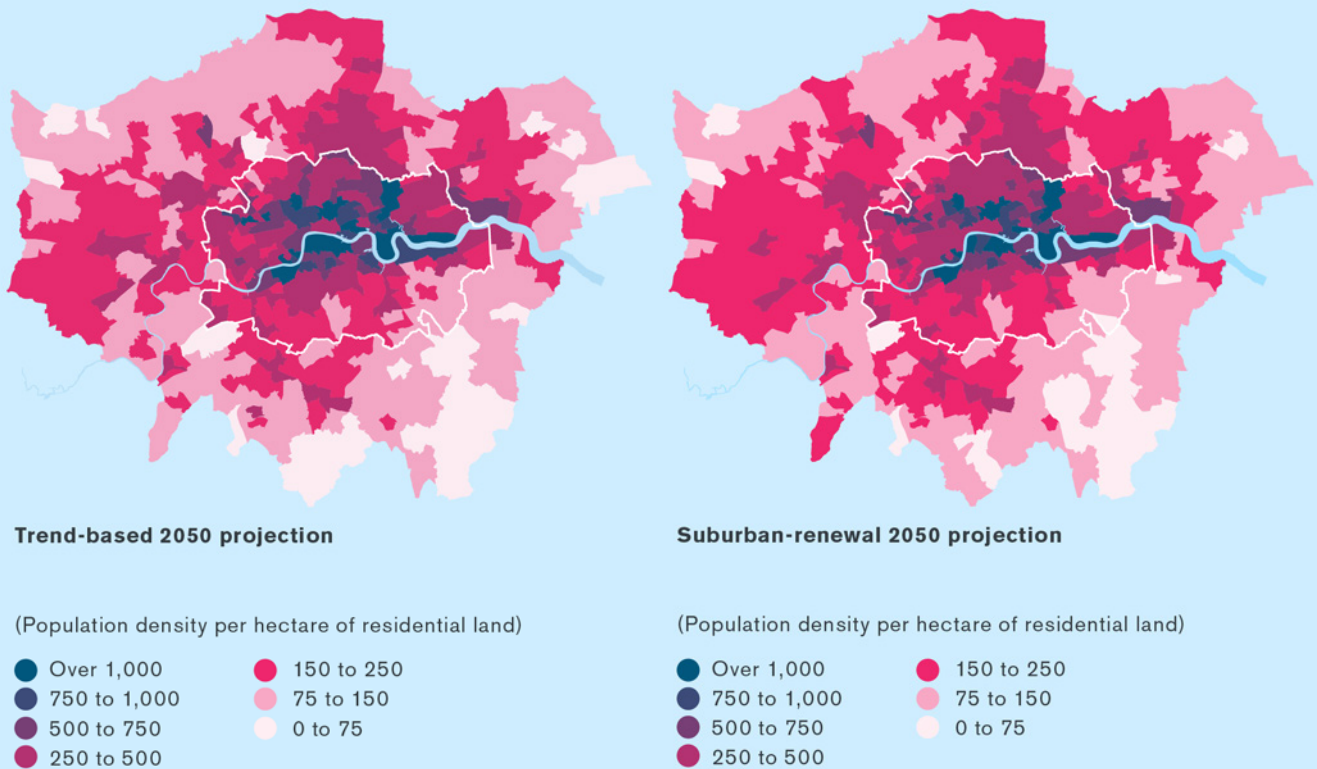 Trend-based 2050 projection
(Population density per hectare of residential land)
Over 1,000
750 to 1,000
500 to 750
250 to 500
150 to 250
75 to 150
0 to 75
Suburban-renewal 2050 projection
(Population density per hectare of residential land)
Over 1,000
750 to 1,000
500 to 750
250 to 500
150 to 250
75 to 150
0 to 75